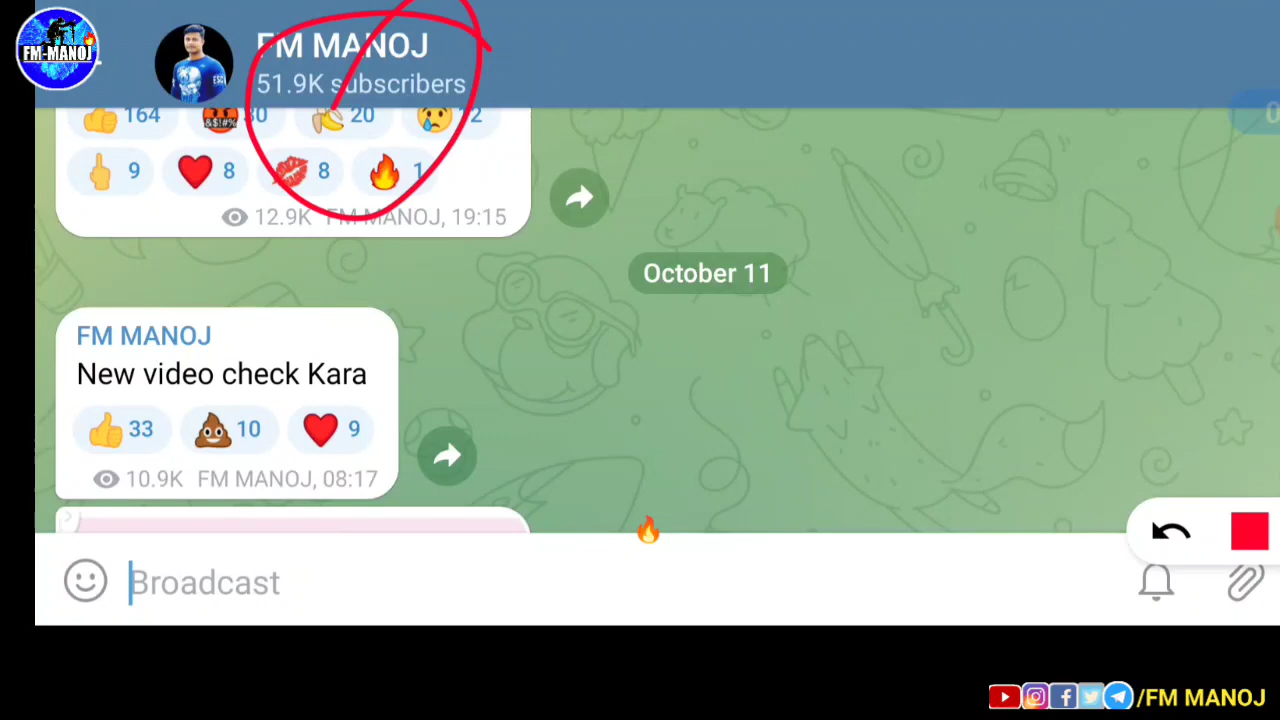 FM-MANOJ
FM MANOJ
51.9K subscribers
164 20
9 8 8 1
12.9K FM MANOJ, 19:15
October 11
FM MANOJ
New video check Kara
33 10 9
10.9K FM MANOJ, 08:17
Broadcast
/FM MANOJ